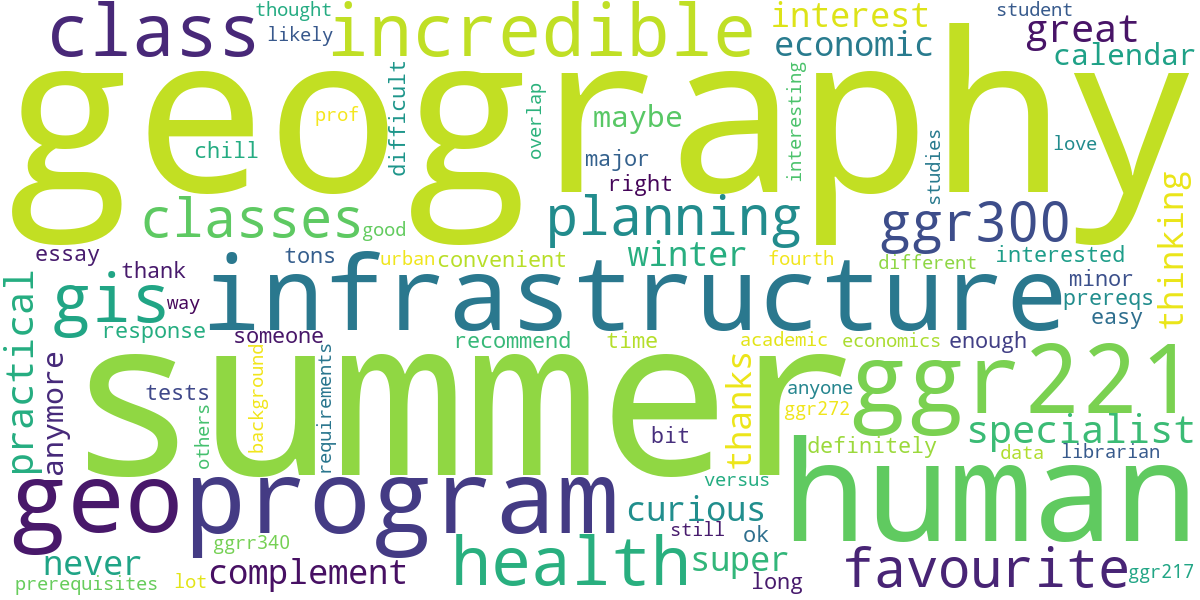 class
thought
likely
incredible
interest
economic
student
great
calendar
geography
prof
chill
difficult
overlap
maybe
major
right
interesting
studies
love
classes
good
planning
ggr300
thinking
essay
tons
urban
convenient
winter
fourth
different
interested
thank
way
gis
response
practical
infrastructure
minor
prereqs
easy
someone
recommend
time
academic
economics
enough
anymore
tests
others
background
requirements
summer
bit
thanks
anyone
ggr272
ggr221
specialist
definitely
data
librarian
versus
human
geo
program
curious
still
ok
never
ggrr340
prerequisites
lot
complement
health
super
long
favourite
ggr217